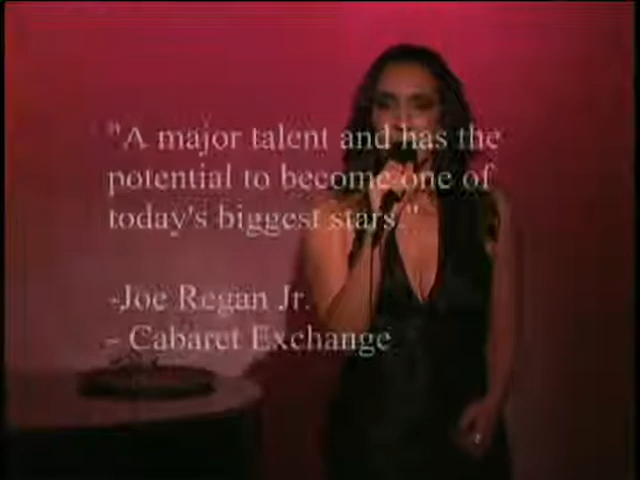 "A major talent and has the
potential to become one of
today's biggest stars."
-Joe Regan Jr.
- Cabaret Exchange